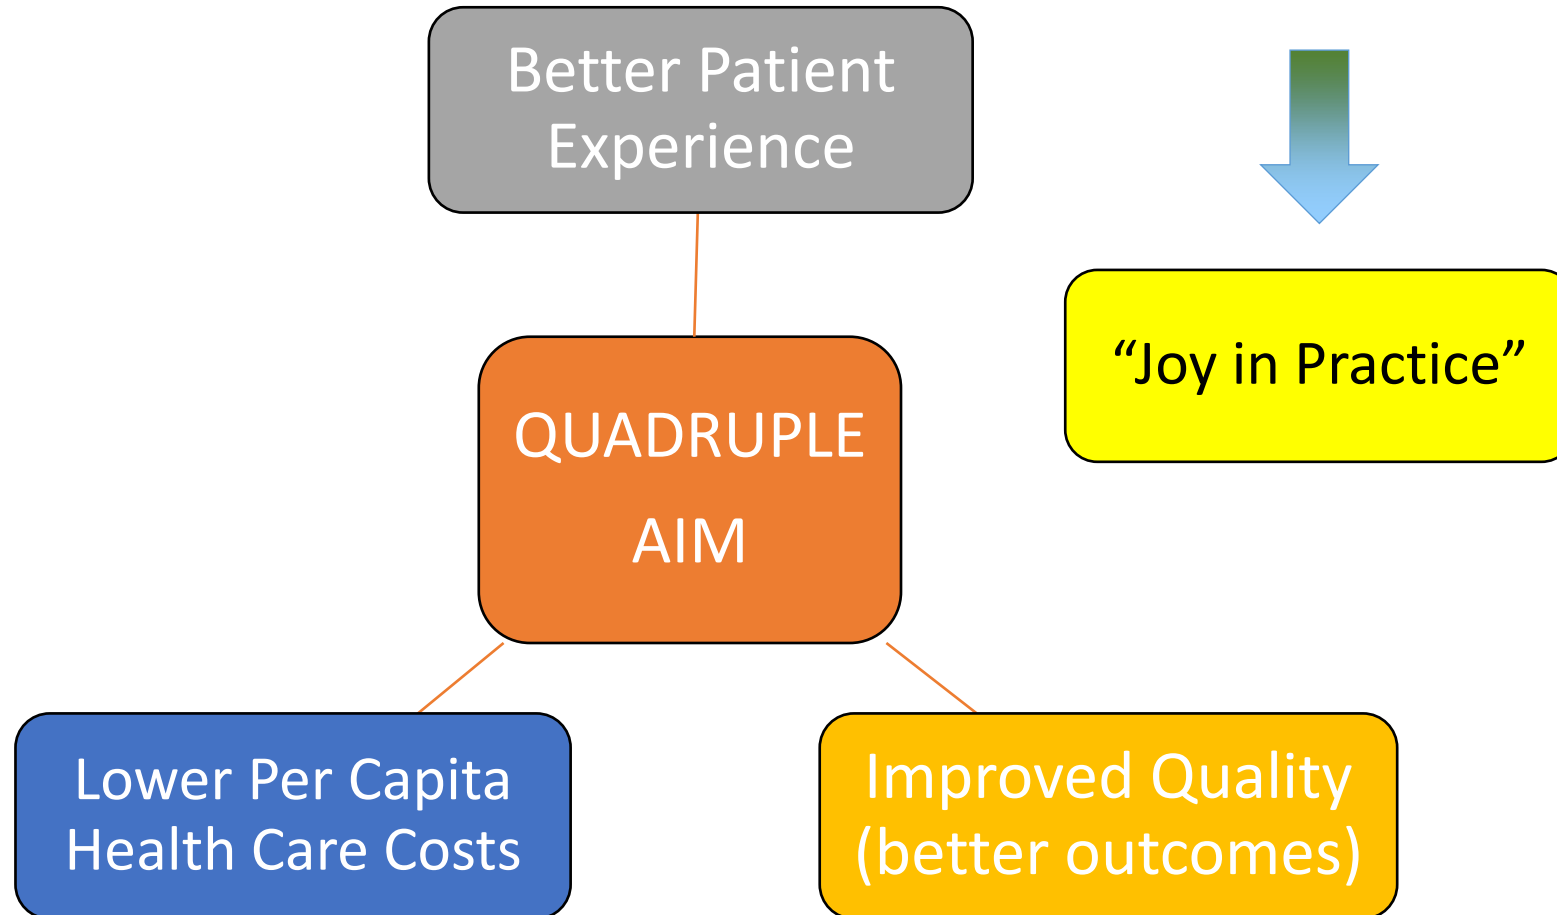 Better Patient
Experience
“Joy in Practice”
QUADRUPLE
AIM
Lower Per Capita
Health Care Costs
Improved Quality
(better outcomes)